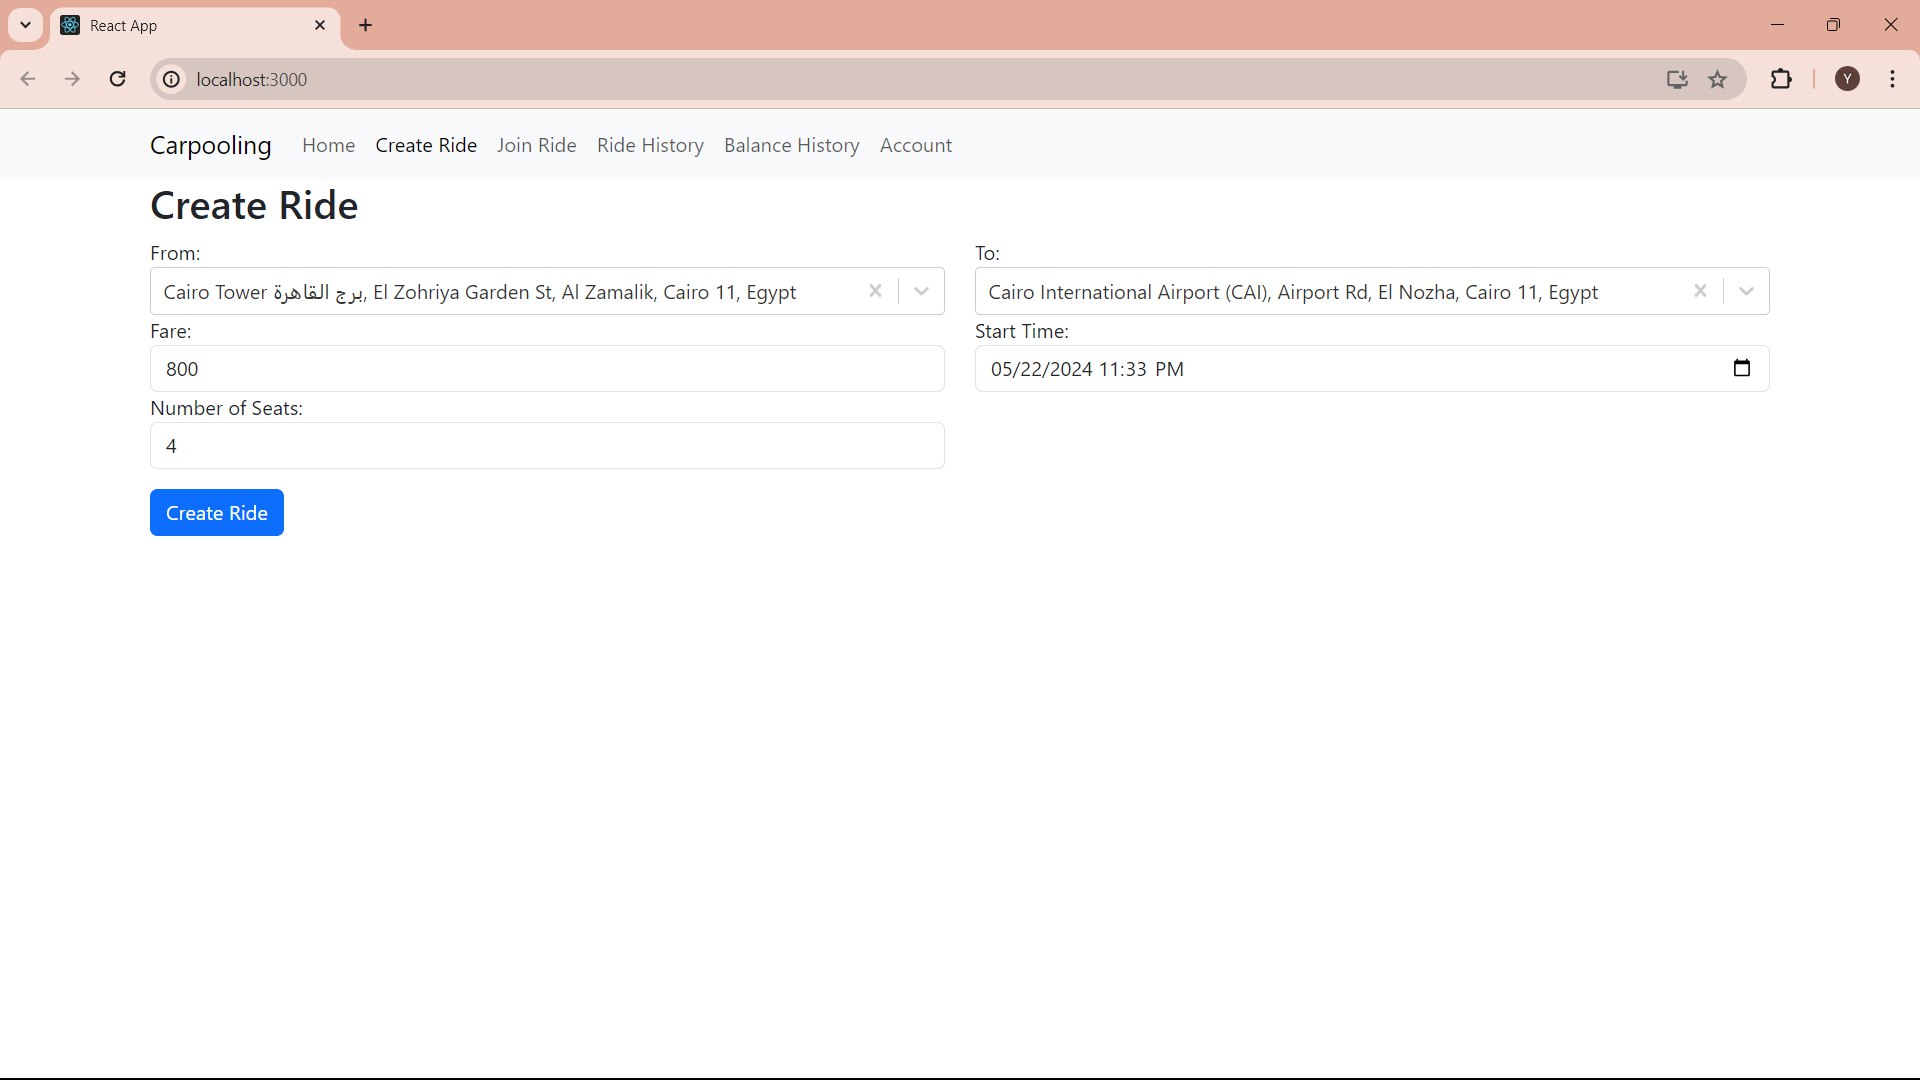 React App
localhost:3000
Y
Carpooling Home Create Ride Join Ride Ride History Balance History Account
Create Ride
From:
Cairo Tower برج القاهرة, El Zohriya Garden St, Al Zamalik, Cairo 11, Egypt
To:
Cairo International Airport (CAI), Airport Rd, El Nozha, Cairo 11, Egypt
Fare:
800
Start Time:
05/22/2024 11:33 PM
Number of Seats:
4
Create Ride